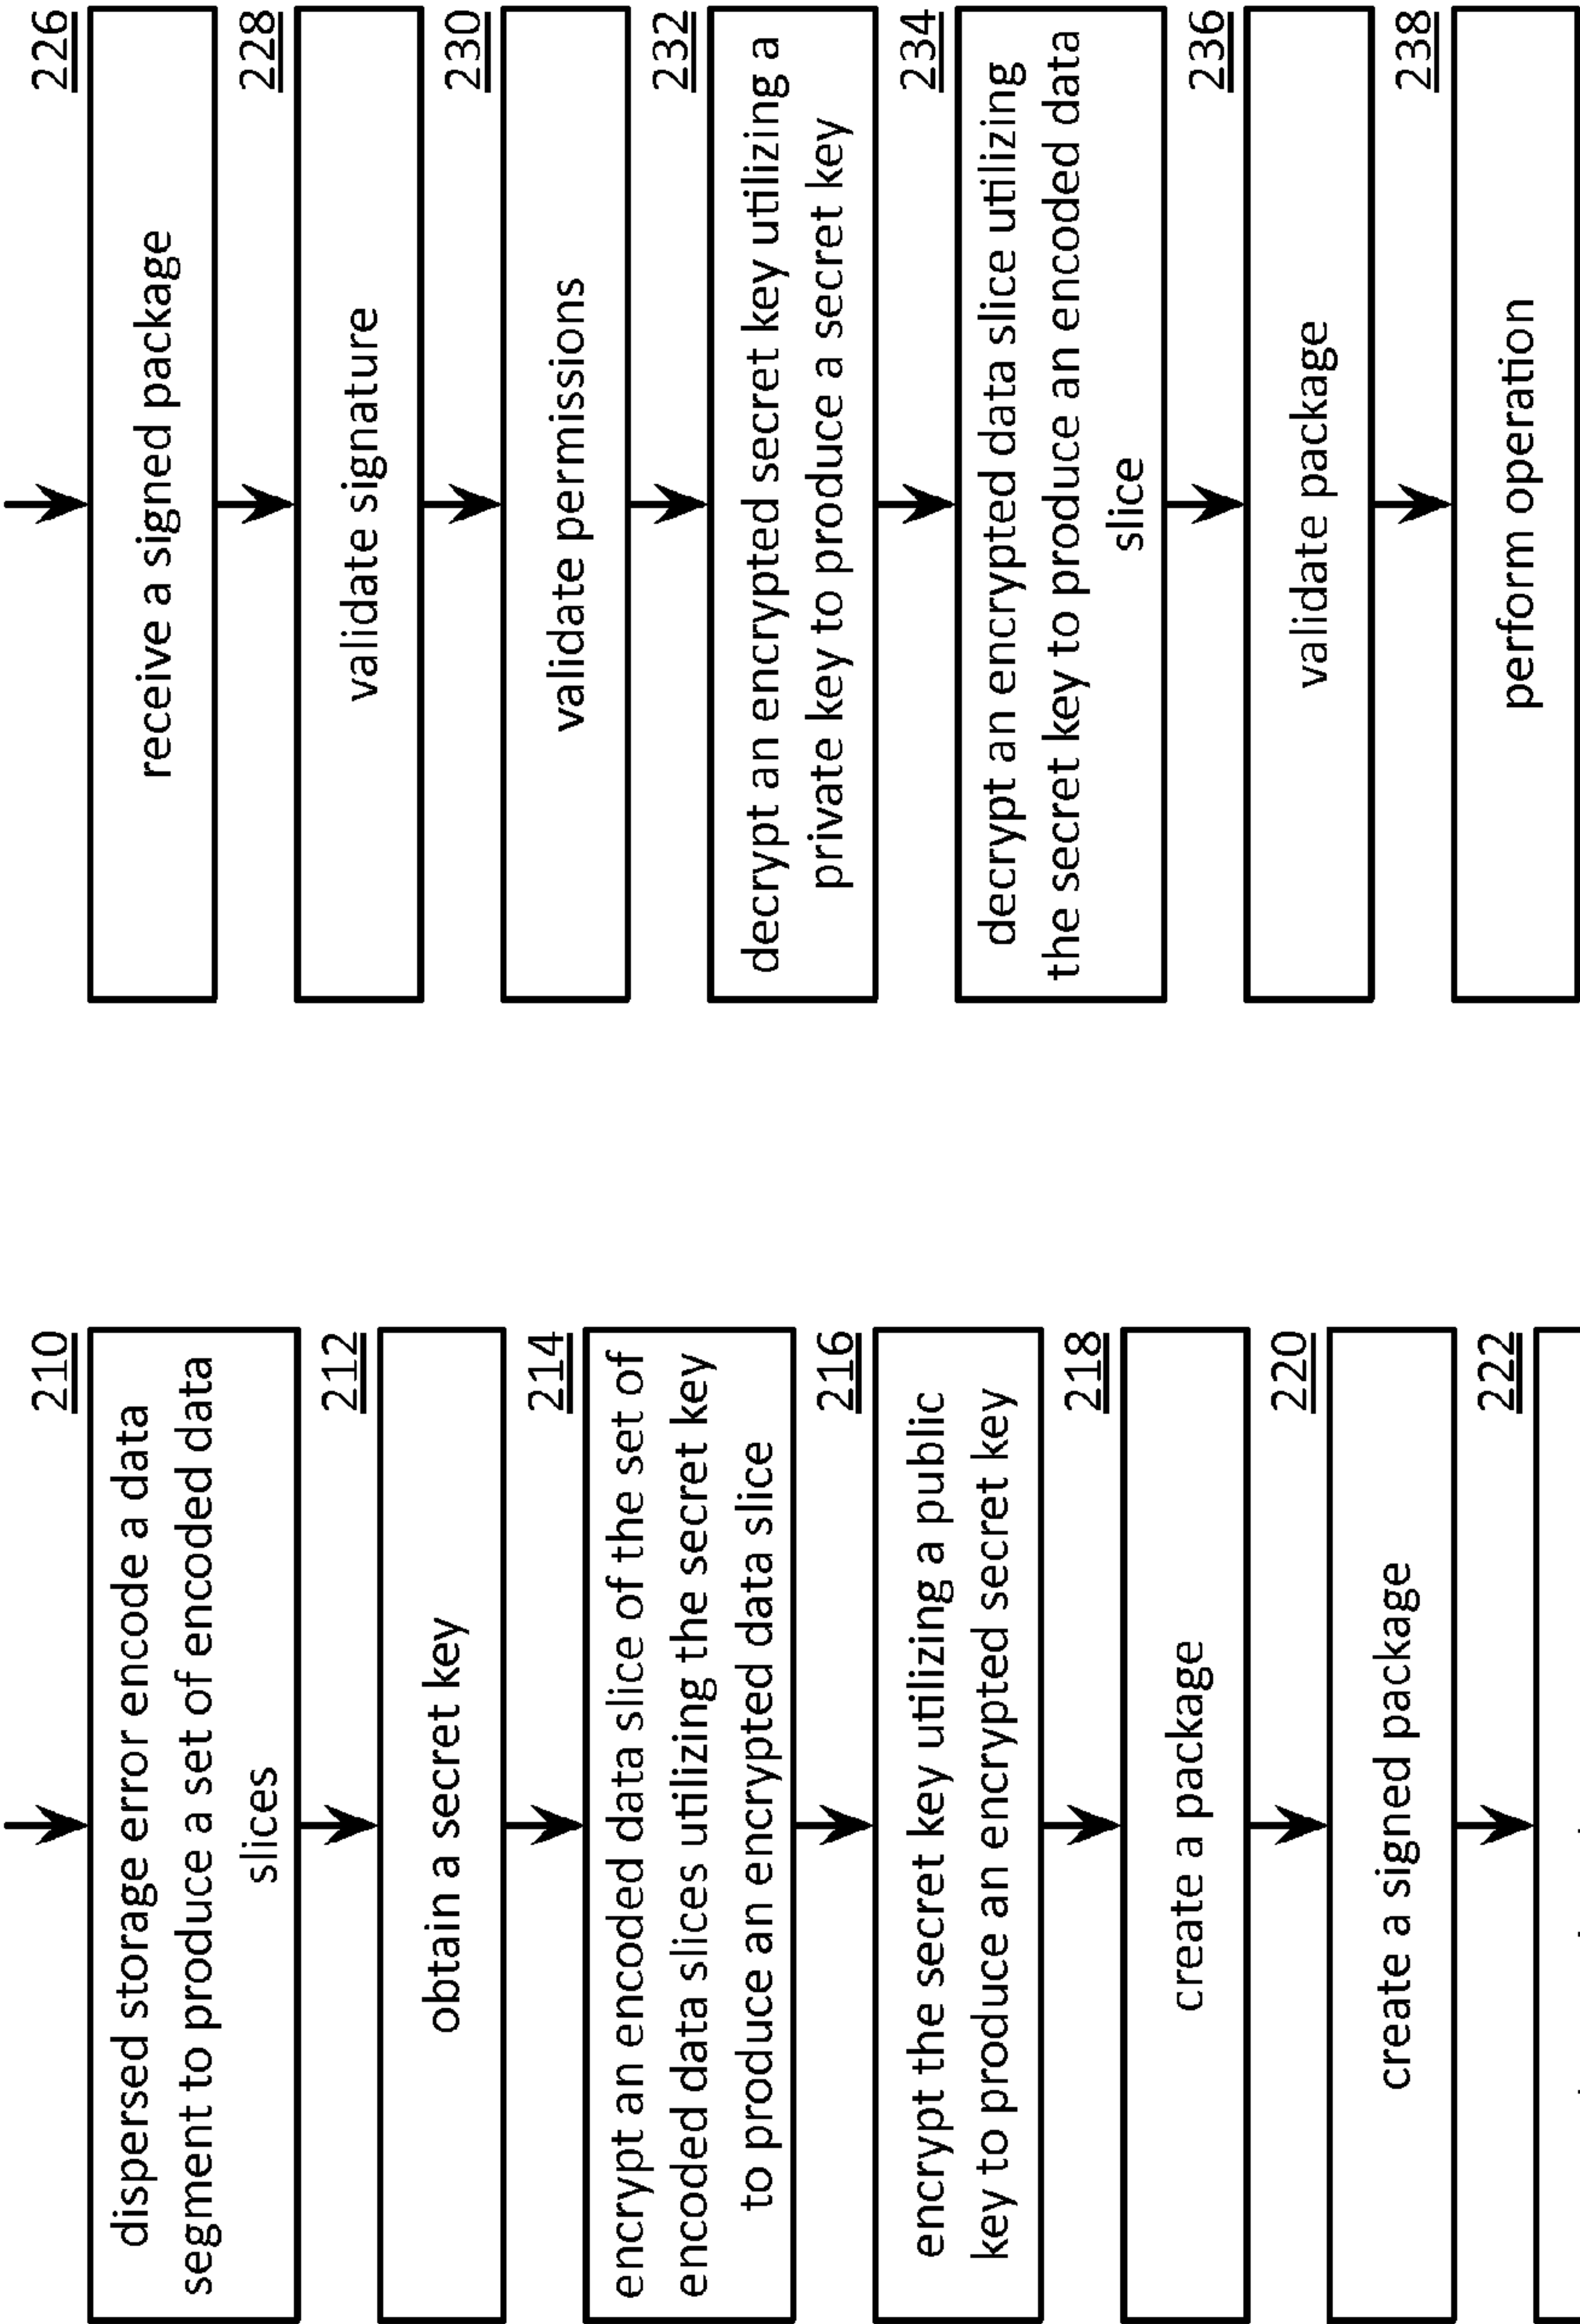 210
dispersed storage error encode a data
segment to produce a set of encoded data
slices
212
obtain a secret key
214
encrypt an encoded data slice of the set of
encoded data slices utilizing the secret key
to produce an encrypted data slice
216
encrypt the secret key utilizing a public
key to produce an encrypted secret key
218
create a package
220
create a signed package
222
226
receive a signed package
228
validate signature
230
validate permissions
232
decrypt an encrypted secret key utilizing a
private key to produce a secret key
234
decrypt an encrypted data slice utilizing
the secret key to produce an encoded data
slice
236
validate package
238
perform operation